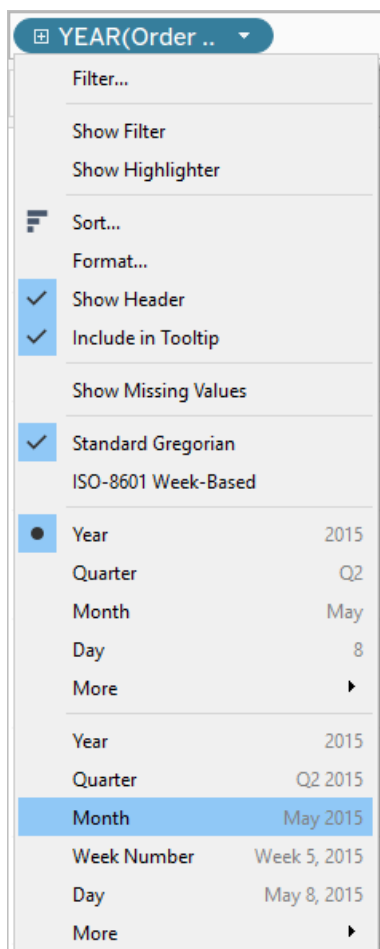 YEAR(Order ..
Filter...
Show Filter
Show Highlighter
Sort...
Format...
Show Header
Include in Tooltip
Show Missing Values
Standard Gregorian
ISO-8601 Week-Based
Year 2015
Quarter Q2
Month May
Day 8
More
Year 2015
Quarter Q2 2015
Month May 2015
Week Number Week 5, 2015
Day May 8, 2015
More